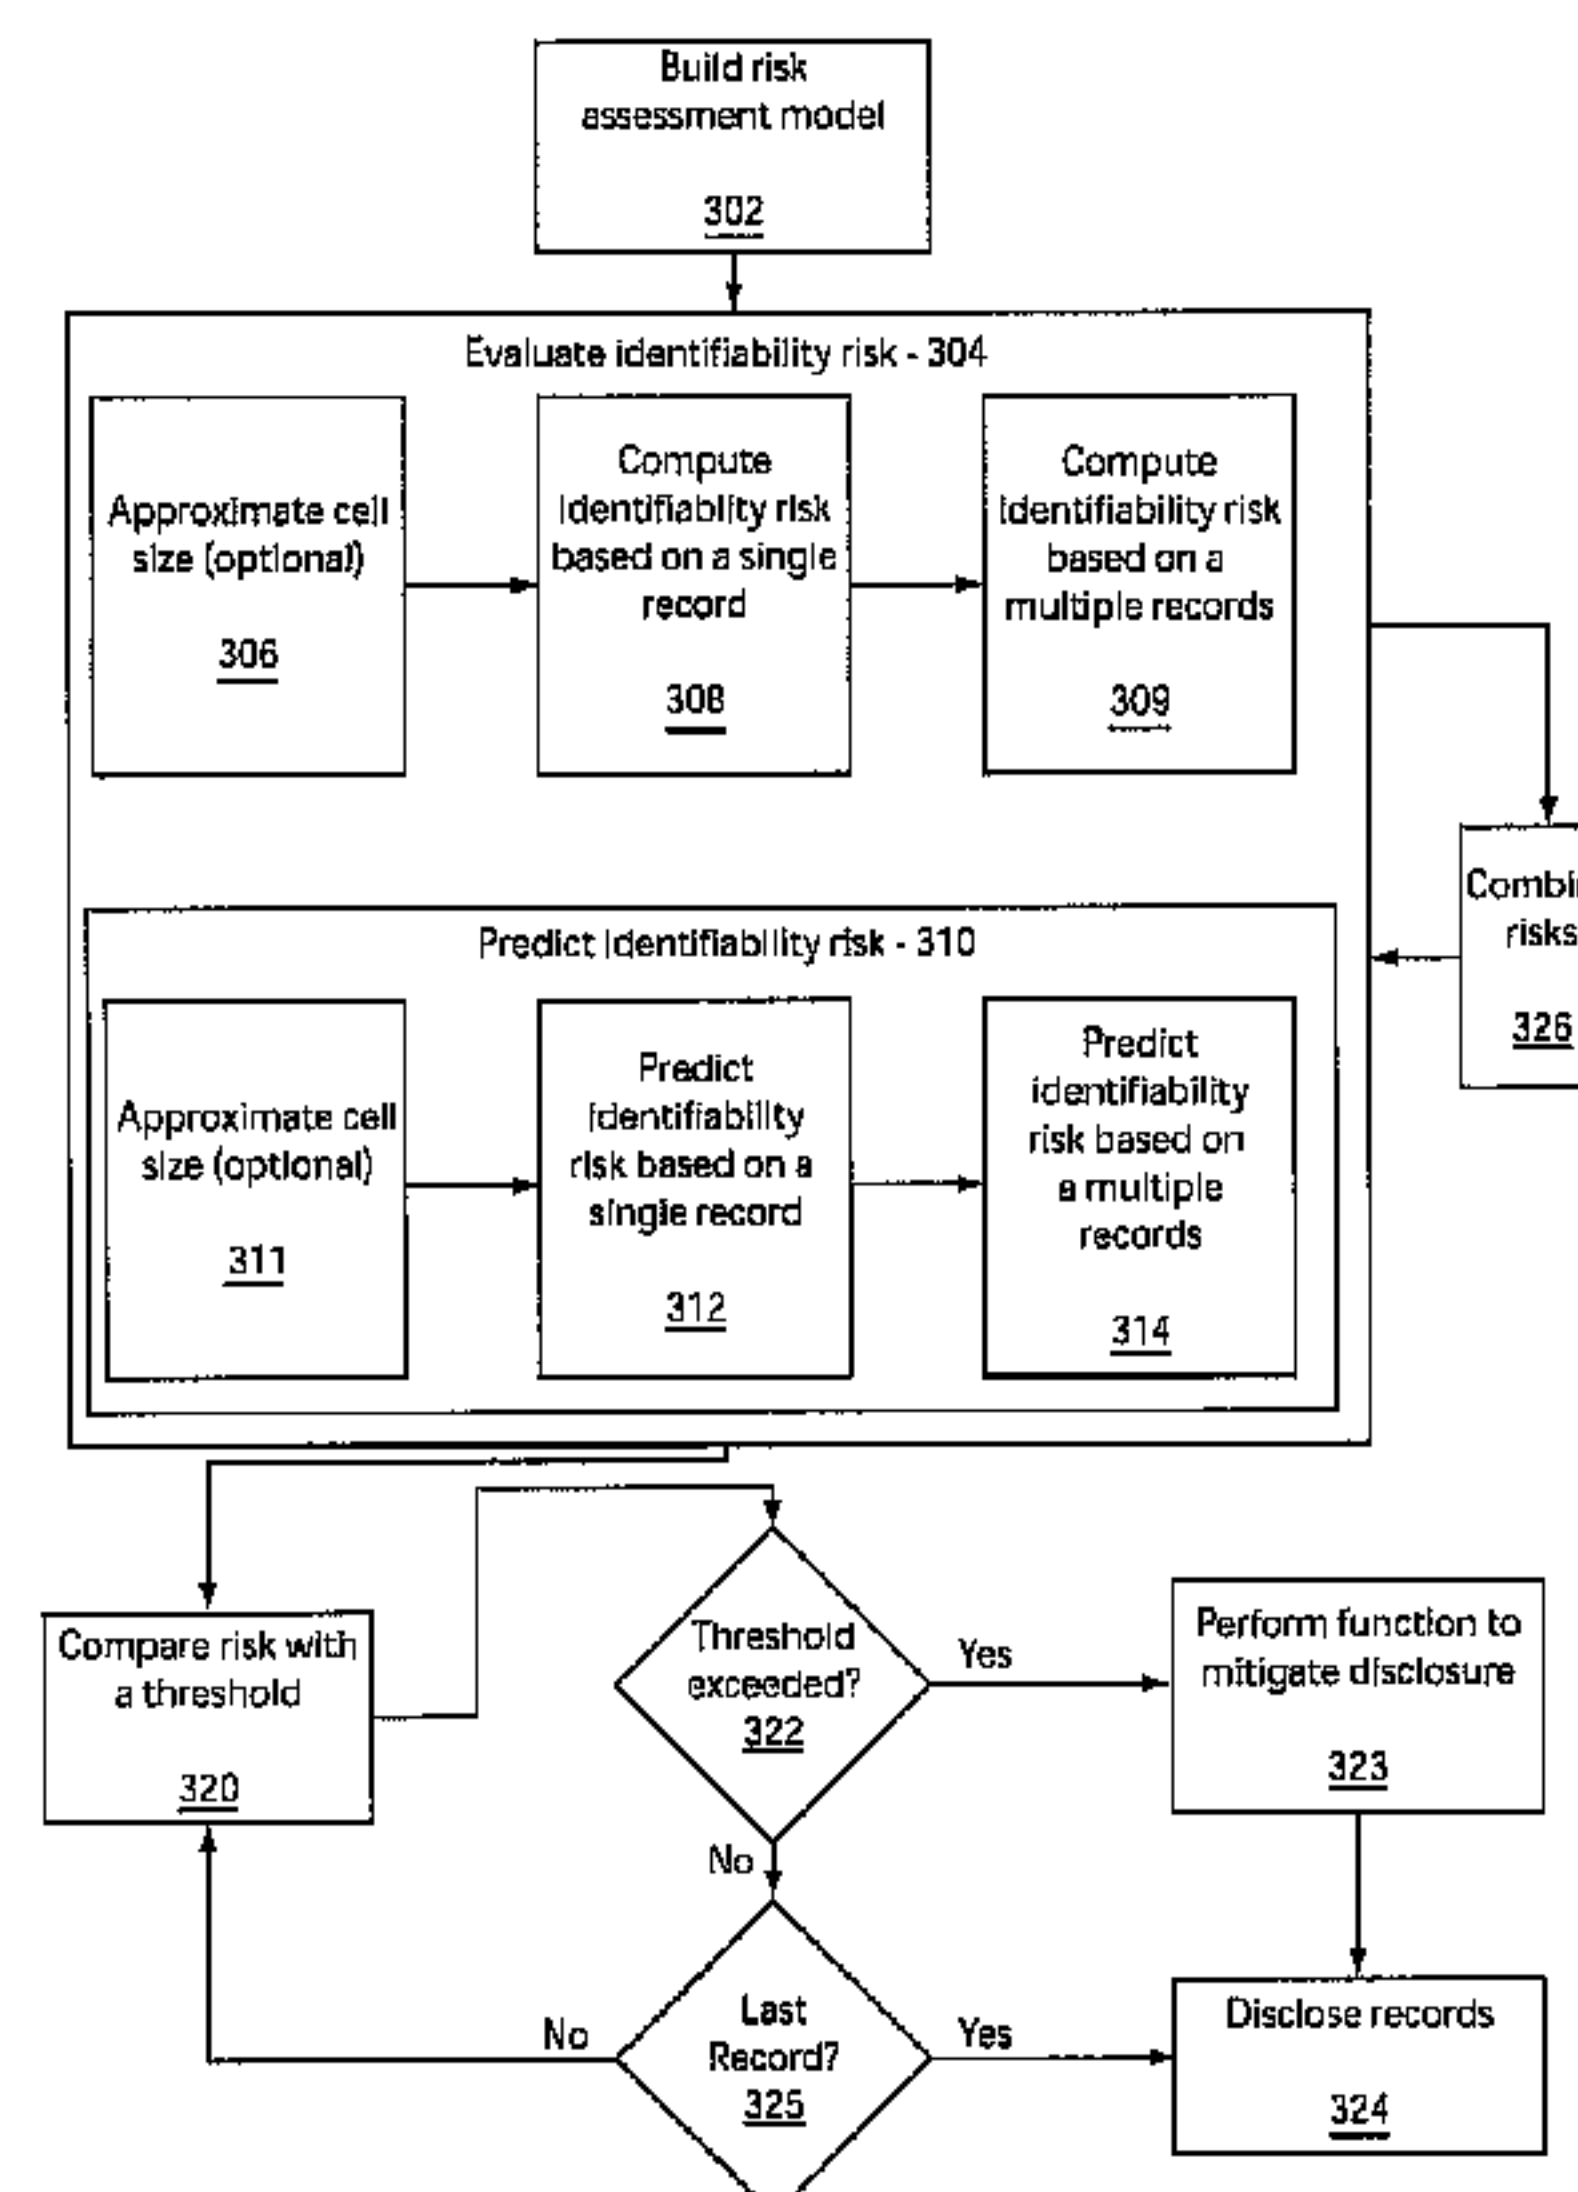 Build risk
assessment model
302
Evaluate identifiability risk - 304
Approximate cell
size (optional)
306
Compute
identifiability risk
based on a single
record
308
Compute
identifiability risk
based on a
multiple records
309
Combi
risks
326
Predict identifiability risk - 310
Approximate cell
size (optional)
311
Predict
identifiability
risk based on a
single record
312
Predict
identifiability
risk based on
a multiple
records
314
Compare risk with
a threshold
320
Threshold
exceeded?
322
Yes
No
Perform function to
mitigate disclosure
323
Last
Record?
325
No
Yes
Disclose records
324